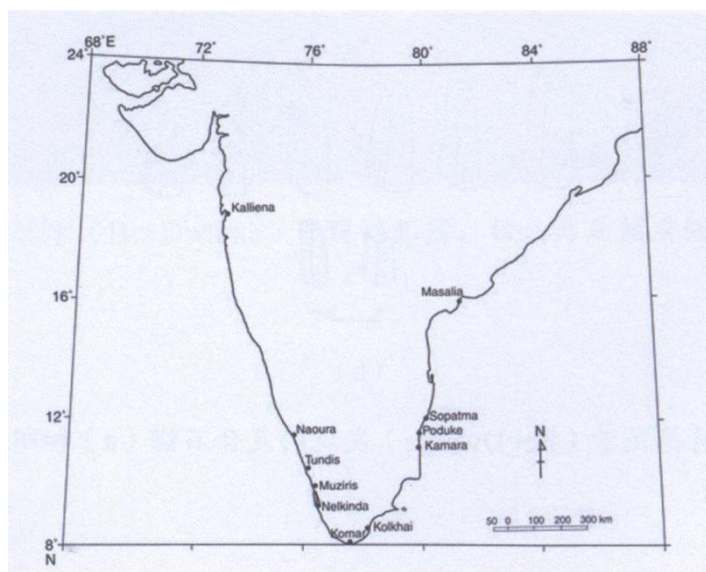 68°E 72° 76° 80° 84° 88°
24°
20°
Kalliena
16°
Masalia
12°
Naoura
Sopatma
Poduke
Kamara
N
Tundis
Muziris
Nelkinda
Kolkhai
Komar
50 0 100 200 300 km
8°
N